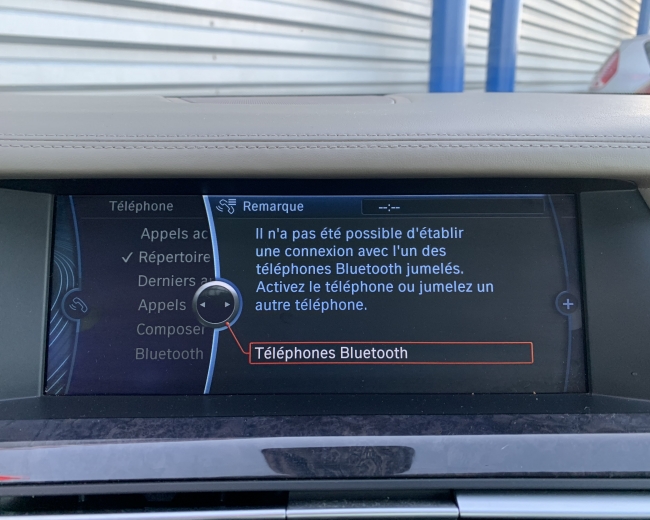 Téléphone
Remarque
--:--
Appels ac
Répertoire
Derniers a
Appels
Composer
Bluetooth
Il n'a pas été possible d'établir
une connexion avec l'un des
téléphones Bluetooth jumelés.
Activez le téléphone ou jumelez un
autre téléphone.
Téléphones Bluetooth